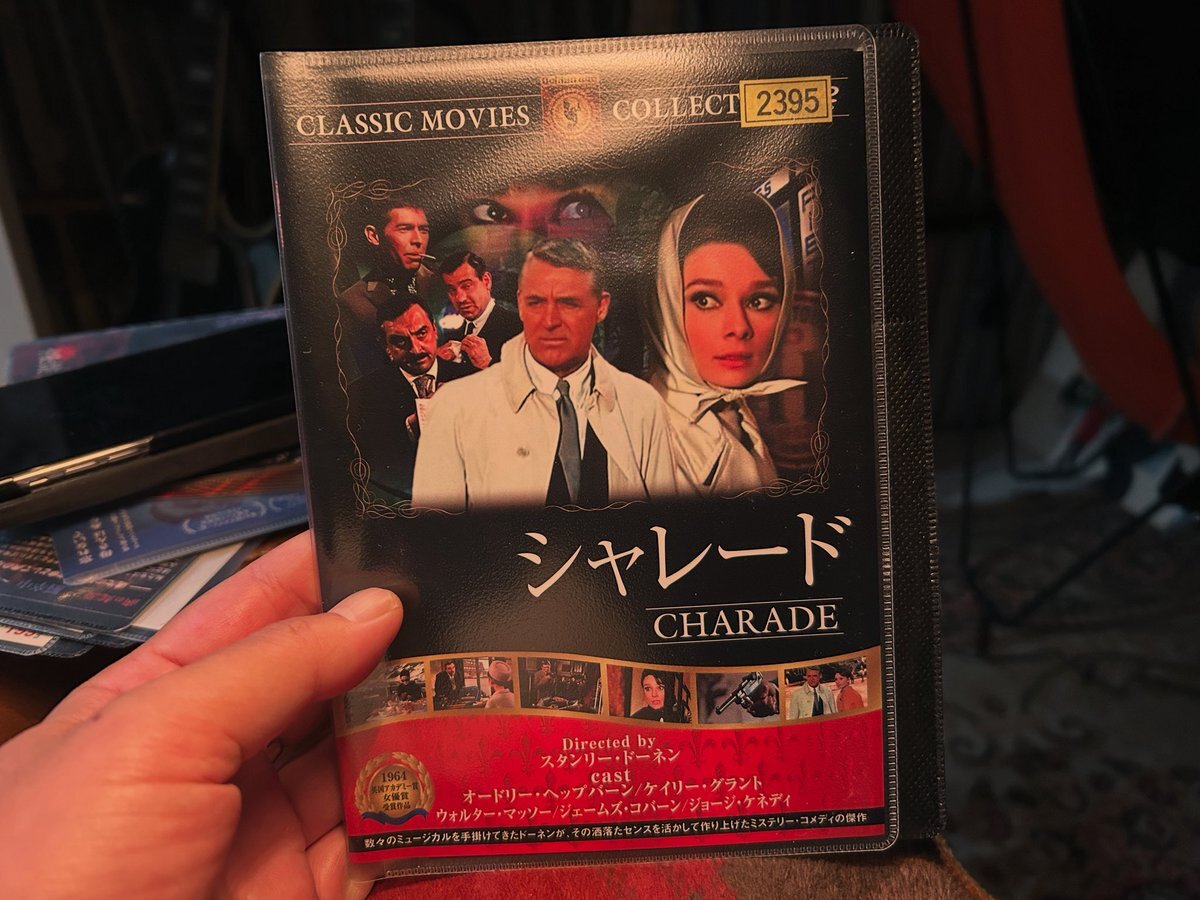 CLASSIC MOVIES COLLECT
2395
シャレード
CHARADE
Directed by
スタンリー・ドーネン
cast
オードリー・ヘップバーン/ケイリー・グラント
ウォルター・マッソー/ジェームズ・コバーン/ジョージ・ケネディ
1964
英国アカデミー賞
女優賞
受賞作品
数々のミュージカルを手掛けてきたドーネンが、その洒落たセンスを活かして作り上げたミステリー・コメディの傑作